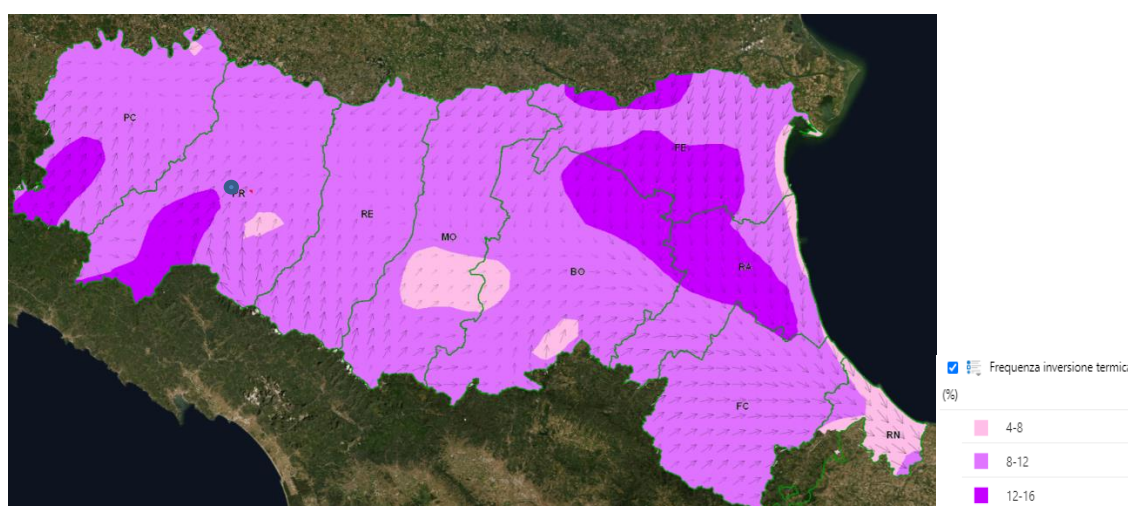 PC
FE
PR
RE
MO
BO
RA
FC
RN
Frequenza inversione termica
(%)
4-8
8-12
12-16